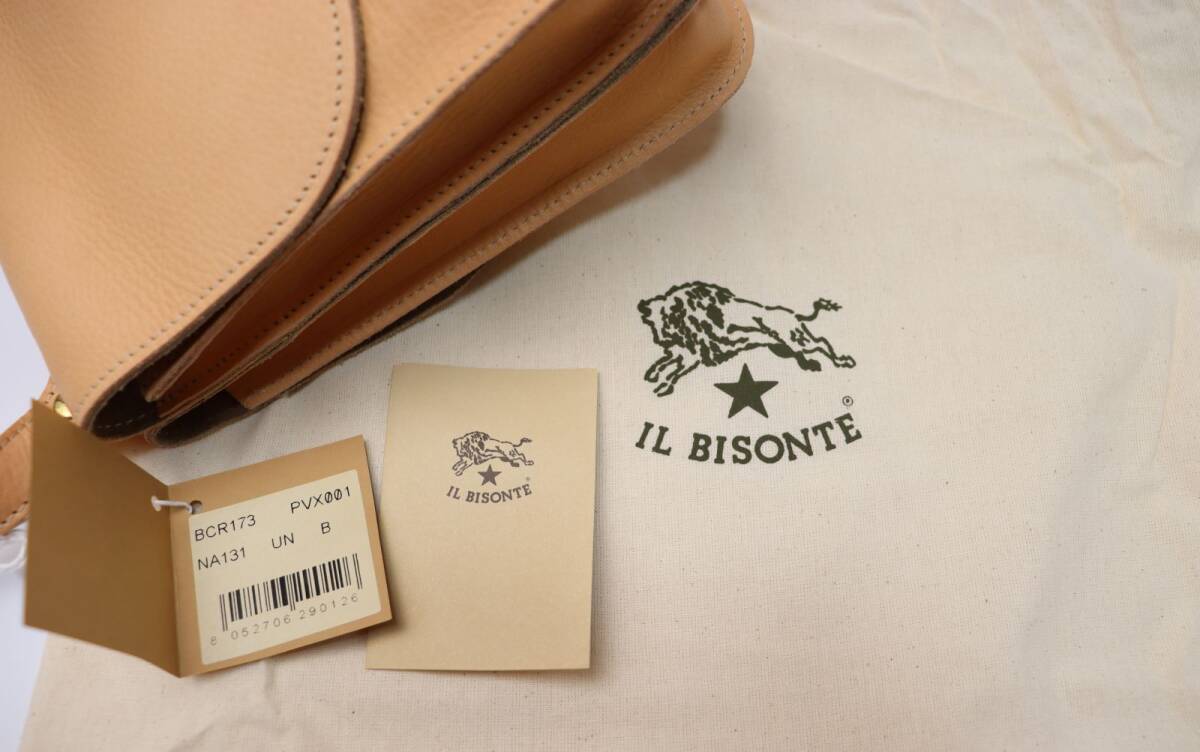 BCR173 PVX001
NA131 UN B
8 052706 290126
IL BISONTE
®
IL BISONTE
®